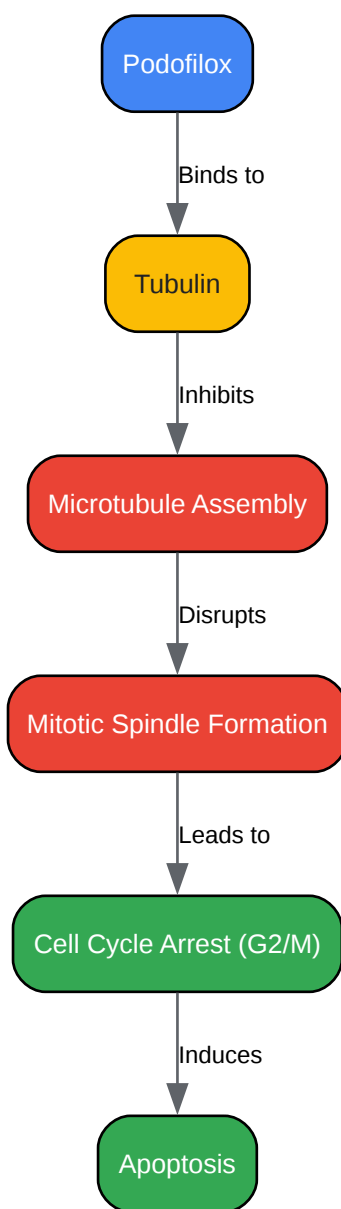 Podofilox
Binds to
Tubulin
Inhibits
Microtubule Assembly
Disrupts
Mitotic Spindle Formation
Leads to
Cell Cycle Arrest (G2/M)
Induces
Apoptosis